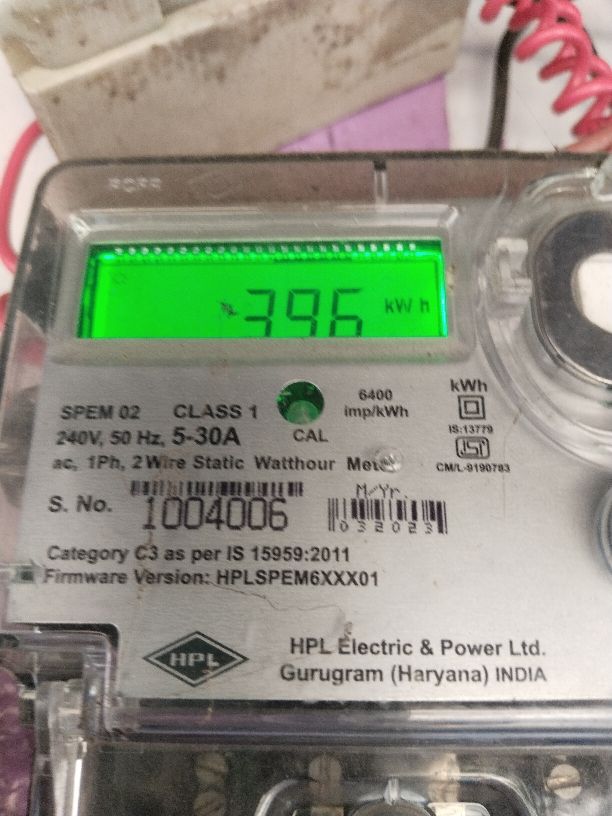 396 kW h
6400
imp/kWh
kWh
SPEM 02 CLASS 1
240V, 50 Hz, 5-30A
CAL
IS:13779
ISI
CM/L-9190783
ac, 1Ph, 2 Wire Static Watthour Meter
M/Yr.
S. No. 1004006
032023
Category C3 as per IS 15959:2011
Firmware Version: HPLSPEM6XXX01
HPL
HPL Electric & Power Ltd.
Gurugram (Haryana) INDIA